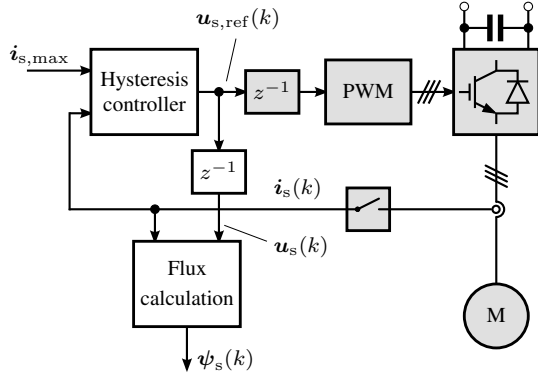 u_s,ref(k)
i_s,max
Hysteresis
controller
z^−1
PWM
z^−1
i_s(k)
u_s(k)
Flux
calculation
M
ψ_s(k)